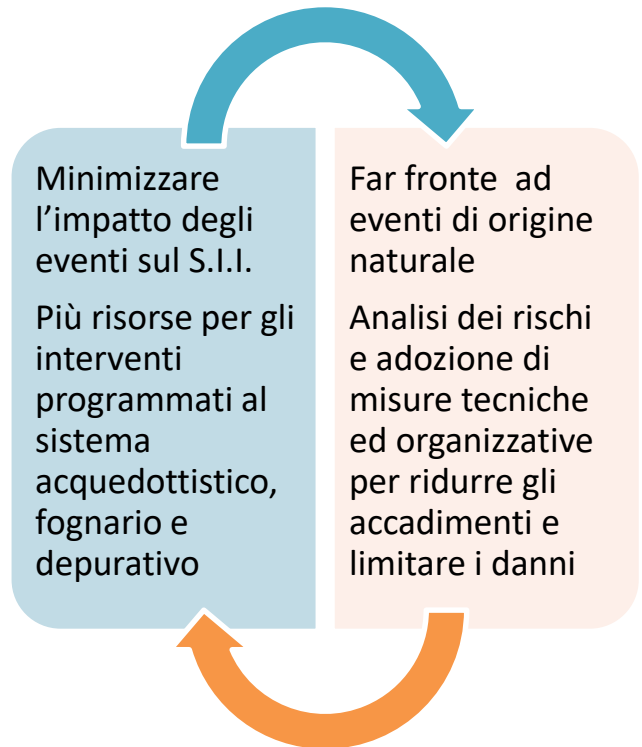 Minimizzare
l’impatto degli
eventi sul S.I.I.
Più risorse per gli
interventi
programmati al
sistema
acquedottistico,
fognario e
depurativo
Far fronte  ad
eventi di origine
naturale
Analisi dei rischi
e adozione di
misure tecniche
ed organizzative
per ridurre gli
accadimenti e
limitare i danni